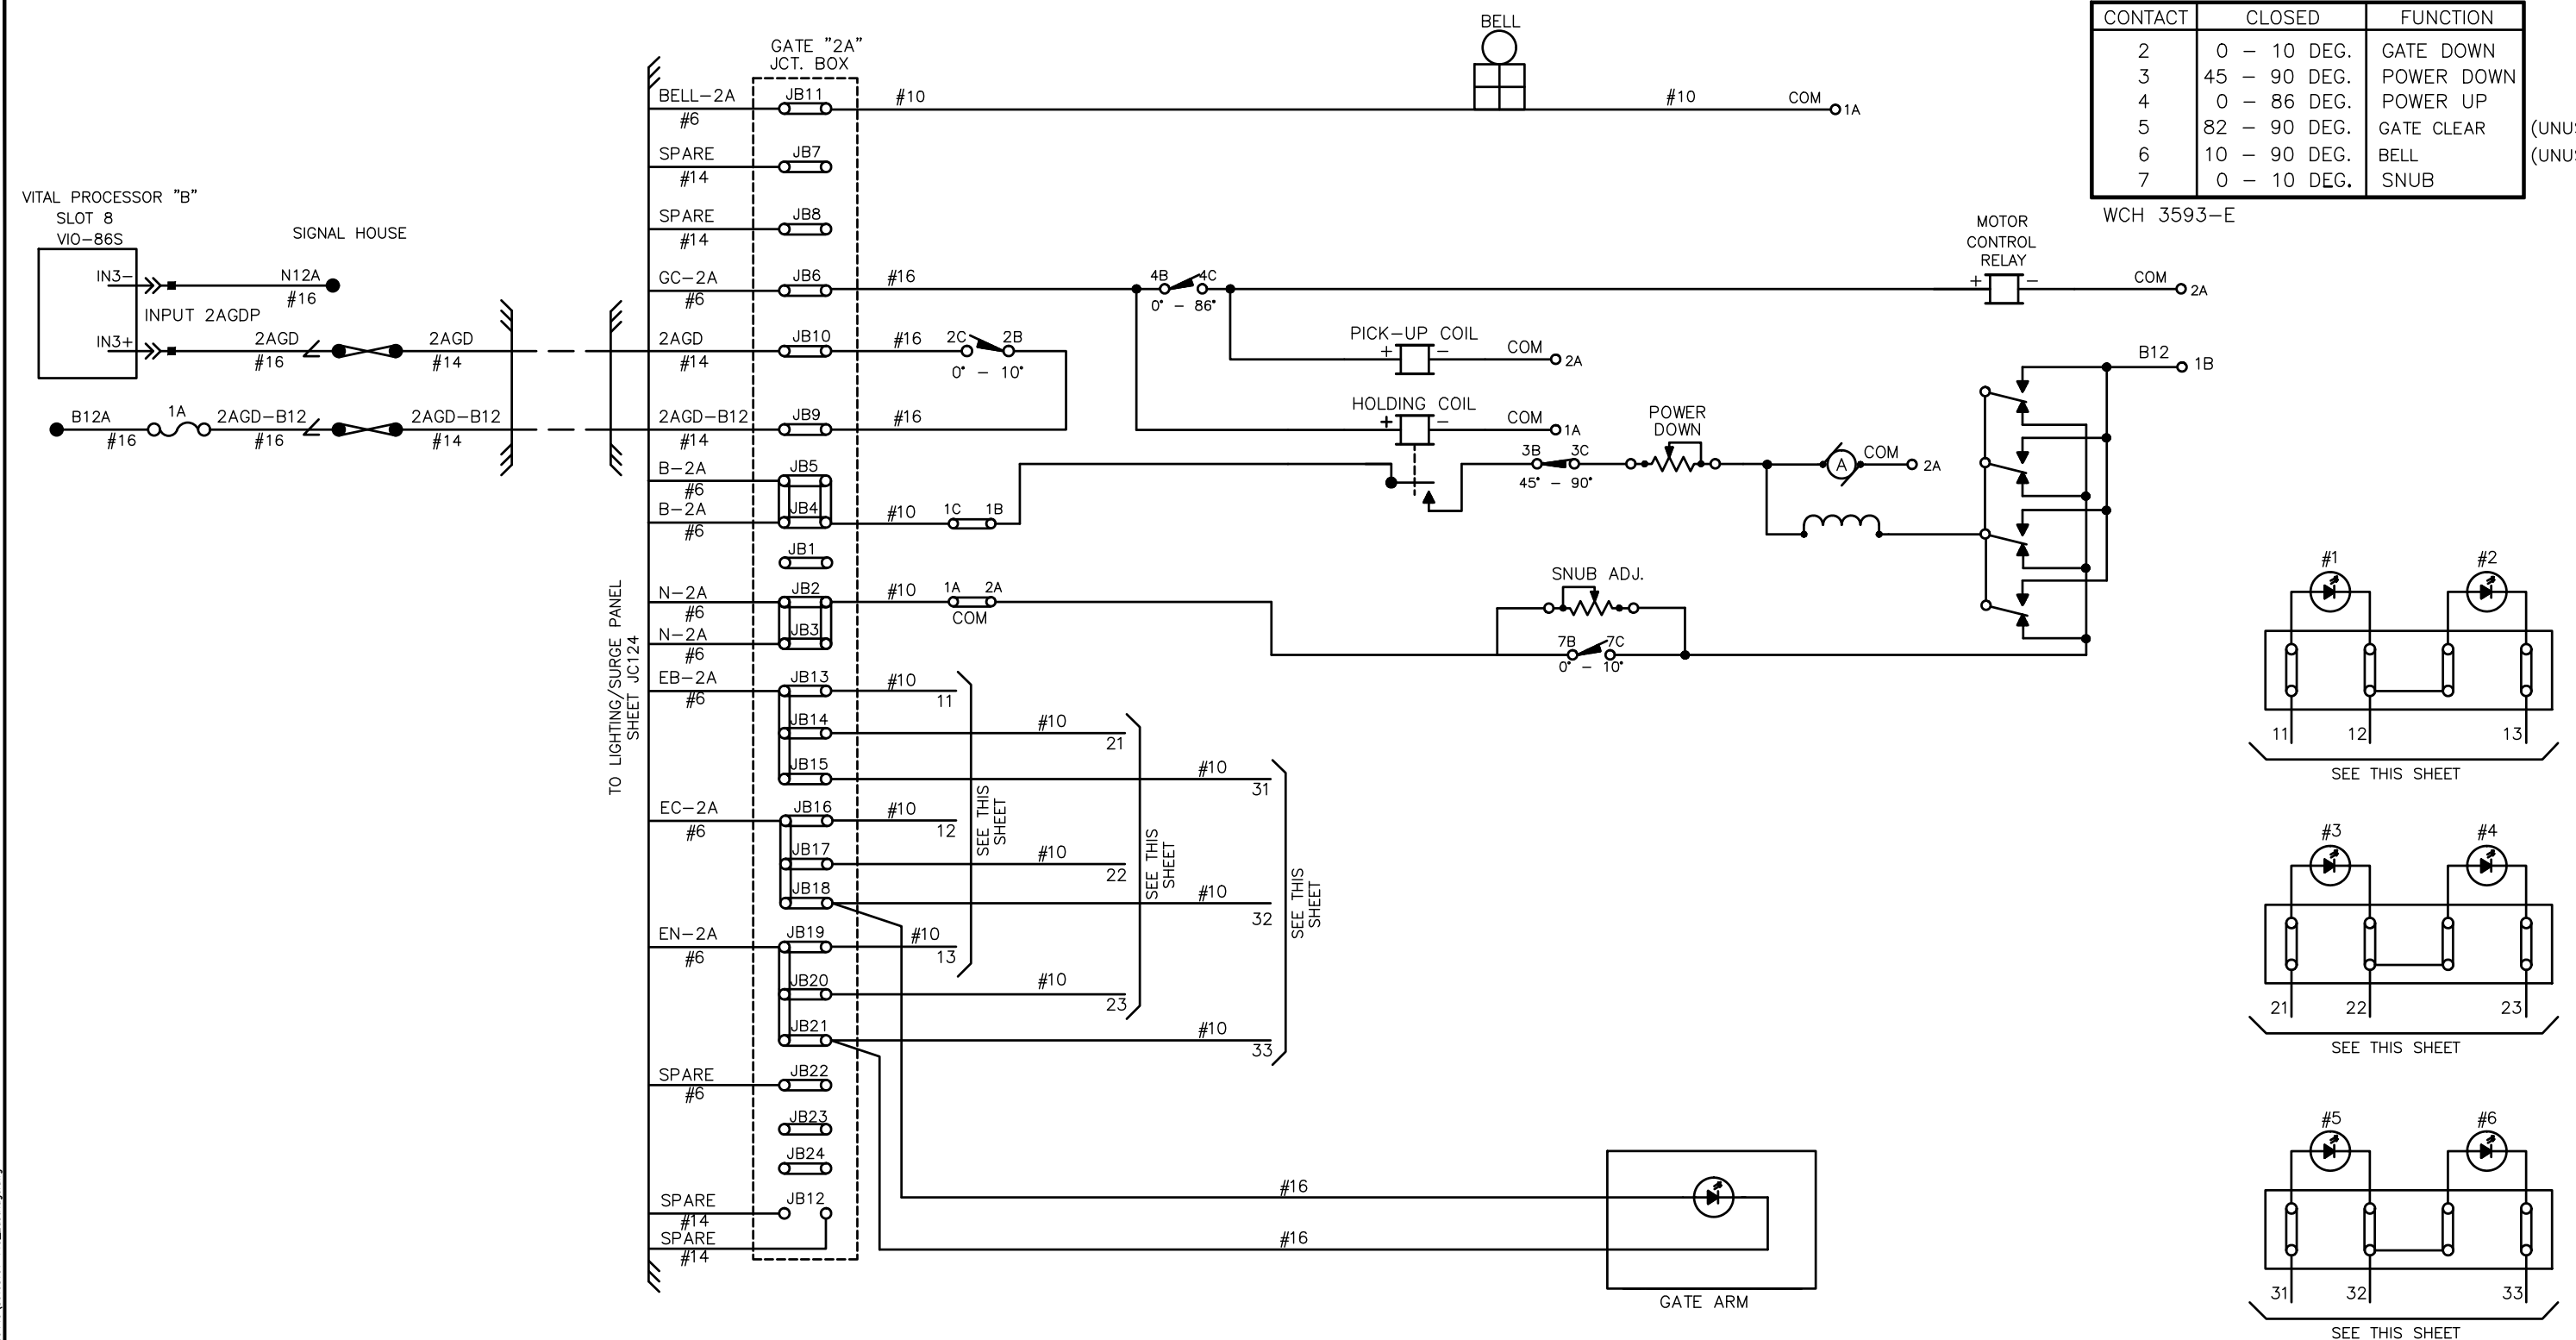 BELL
CONTACT CLOSED FUNCTION
2 0 - 10 DEG. GATE DOWN
3 45 - 90 DEG. POWER DOWN
4 0 - 86 DEG. POWER UP
5 82 - 90 DEG. GATE CLEAR
6 10 - 90 DEG. BELL
7 0 - 10 DEG. SNUB
WCH 3593-E
GATE "2A"
JCT. BOX
VITAL PROCESSOR "B"
SLOT 8
VIO-86S
SIGNAL HOUSE
IN3- N12A
#16
INPUT 2AGDP
IN3+ 2AGD 2AGD
#16 #14
B12A 1A 2AGD-B12 2AGD-B12
#16 #16 #14
TO LIGHTING/SURGE PANEL
SHEET JC124
BELL-2A JB11 #10 #10 COM 1A
#6
SPARE JB7
#14
SPARE JB8
#14
GC-2A JB6 #16 4B 4C
#6 0° - 86°
MOTOR
CONTROL
RELAY
+ - COM 2A
2AGD JB10 #16 2C 2B
#14 0° - 10°
PICK-UP COIL
+ - COM 2A
2AGD-B12 JB9 #16
#14
HOLDING COIL
+ - COM 1A
B12 1B
POWER
DOWN
3B 3C
45° - 90°
A COM 2A
B-2A JB5
#6
B-2A JB4 #10 1C 1B
#6
JB1
N-2A JB2 #10 1A 2A
#6 COM
N-2A JB3
#6
SNUB ADJ.
7B 7C
0° - 10°
EB-2A JB13 #10
#6 11
JB14 #10
21
JB15 #10
31
EC-2A JB16 #10
#6 12
JB17 #10
22
JB18 #10
32
EN-2A JB19 #10
#6 13
JB20 #10
23
JB21 #10
33
SEE THIS
SHEET
SEE THIS
SHEET
SEE THIS
SHEET
SPARE JB22
#6
JB23
JB24
SPARE JB12
#14
SPARE
#14
#16
#16
GATE ARM
#1 #2
11 12 13
SEE THIS SHEET
#3 #4
21 22 23
SEE THIS SHEET
#5 #6
31 32 33
SEE THIS SHEET